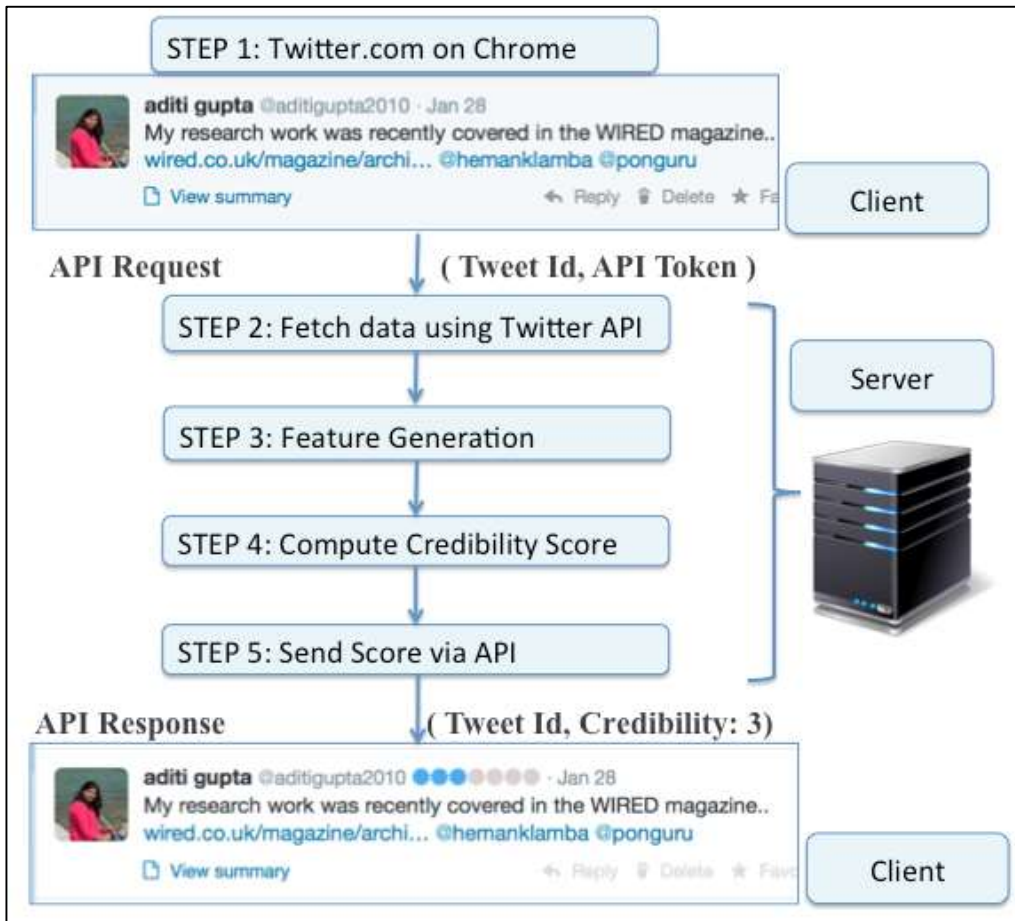 STEP 1: Twitter.com on Chrome
aditi gupta @aditigupta2010 · Jan 28
My research work was recently covered in the WIRED magazine..
wired.co.uk/magazine/archi... @hemanklamba @ponguru
View summary Reply Delete Fa
Client
API Request ( Tweet Id, API Token )
STEP 2: Fetch data using Twitter API
Server
STEP 3: Feature Generation
STEP 4: Compute Credibility Score
STEP 5: Send Score via API
API Response ( Tweet Id, Credibility: 3)
aditi gupta @aditigupta2010 · Jan 28
My research work was recently covered in the WIRED magazine..
wired.co.uk/magazine/archi... @hemanklamba @ponguru
View summary Reply Delete Favo
Client